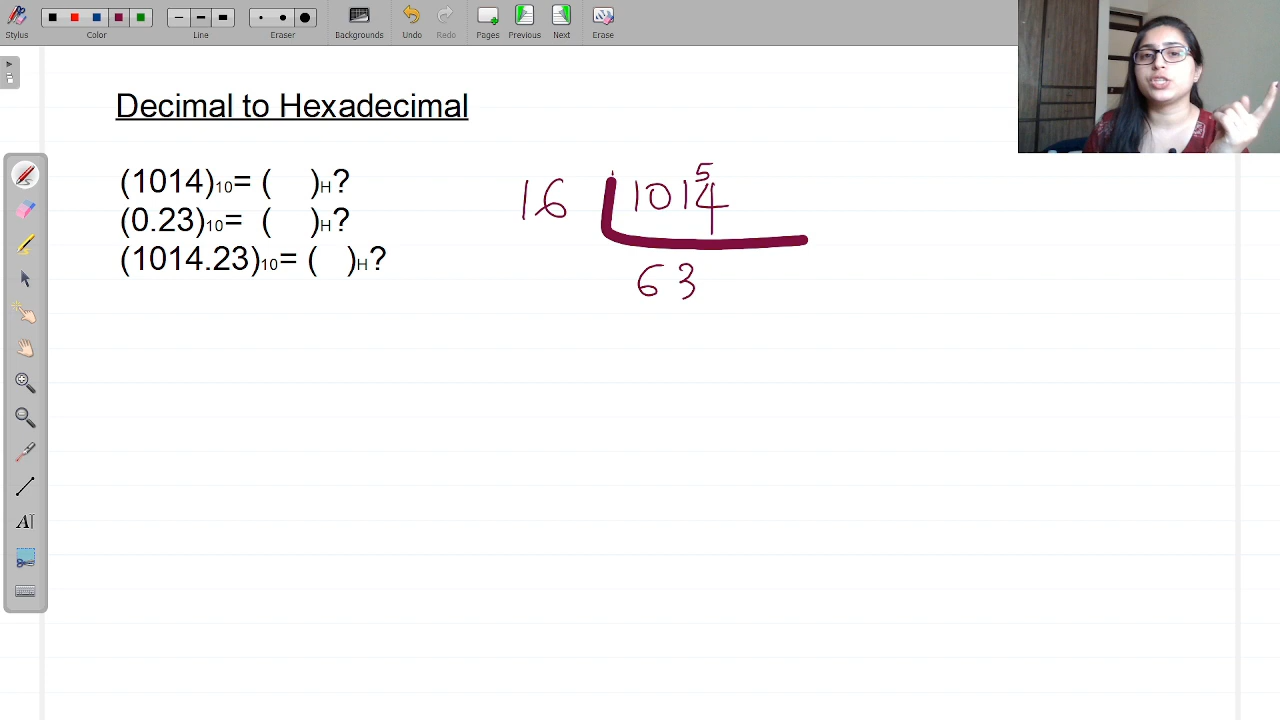 Stylus Color Line Eraser Backgrounds Undo Redo Pages Previous Next Erase
Decimal to Hexadecimal
(1014)10= ( )H?
(0.23)10= ( )H?
(1014.23)10= ( )H?
5
16 1014
63
A